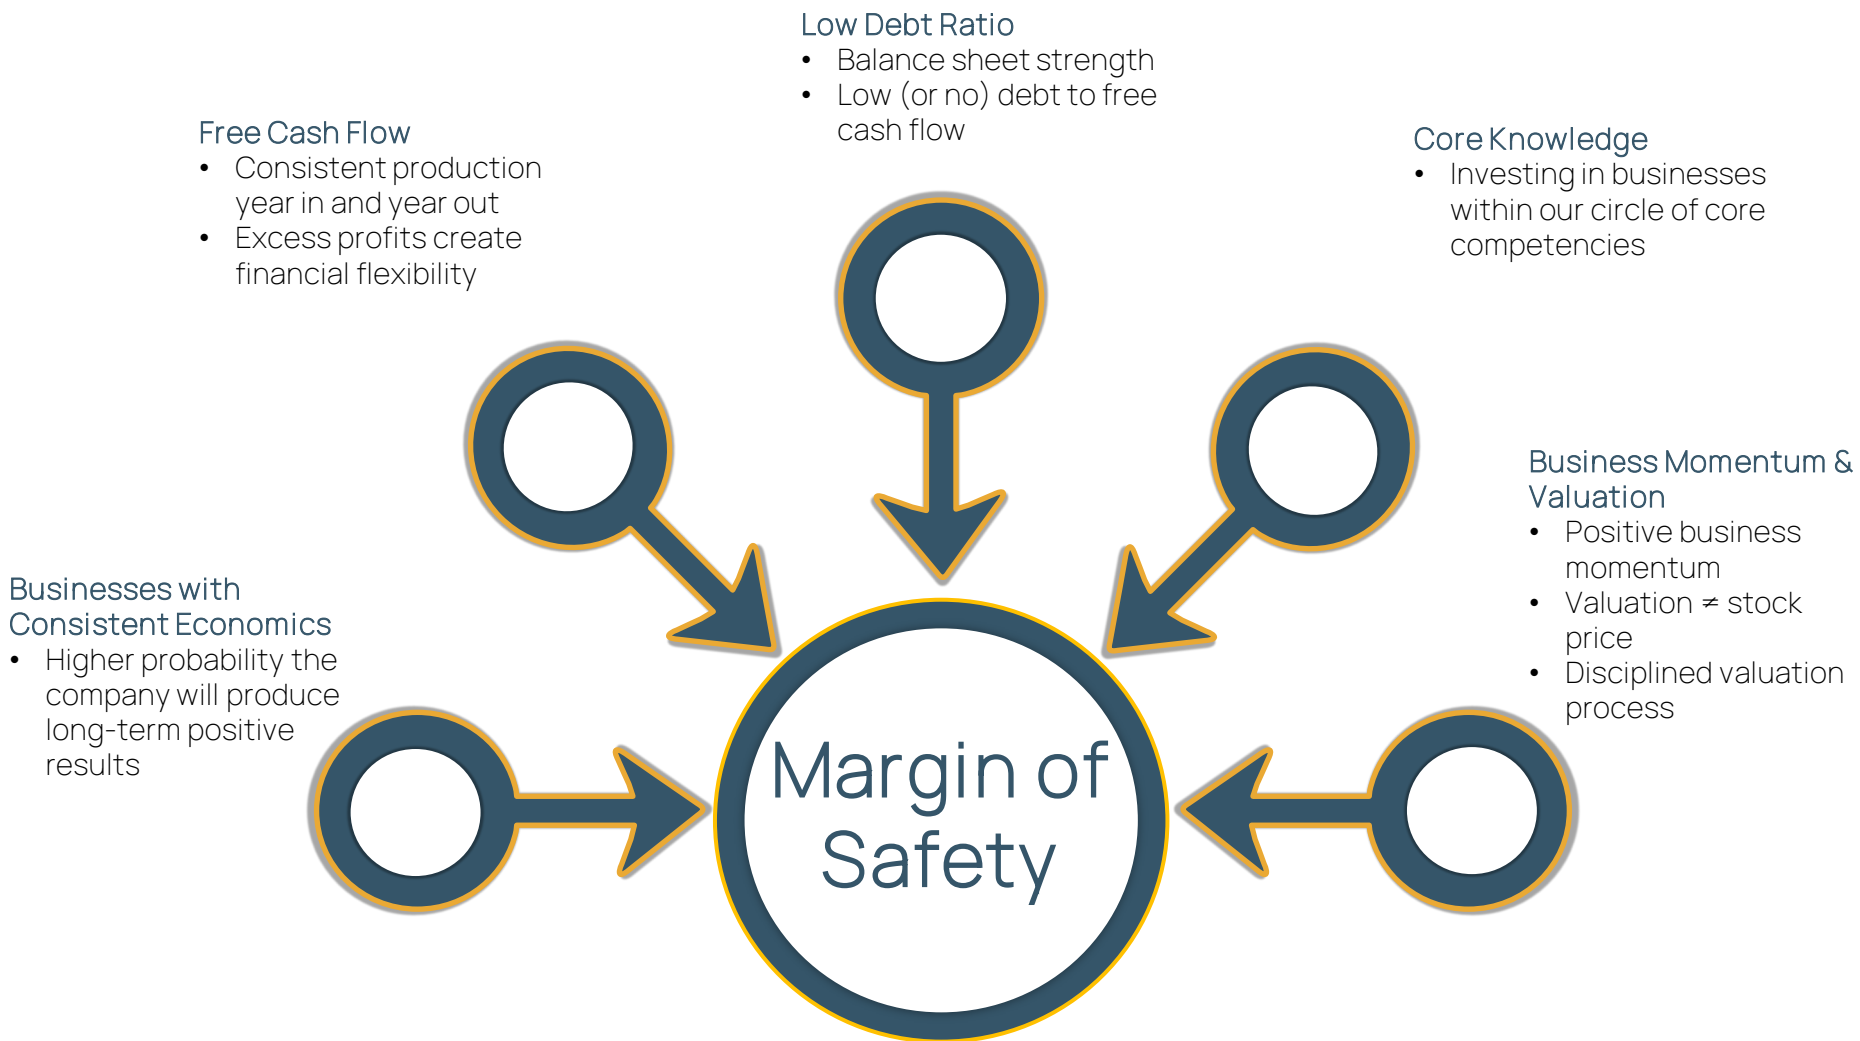 Low Debt Ratio
• Balance sheet strength
• Low (or no) debt to free
cash flow
Free Cash Flow
• Consistent production
year in and year out
• Excess profits create
financial flexibility
Core Knowledge
• Investing in businesses
within our circle of core
competencies
Business Momentum &
Valuation
• Positive business
momentum
• Valuation ≠ stock
price
• Disciplined valuation
process
Businesses with
Consistent Economics
• Higher probability the
company will produce
long-term positive
results
Margin of
Safety